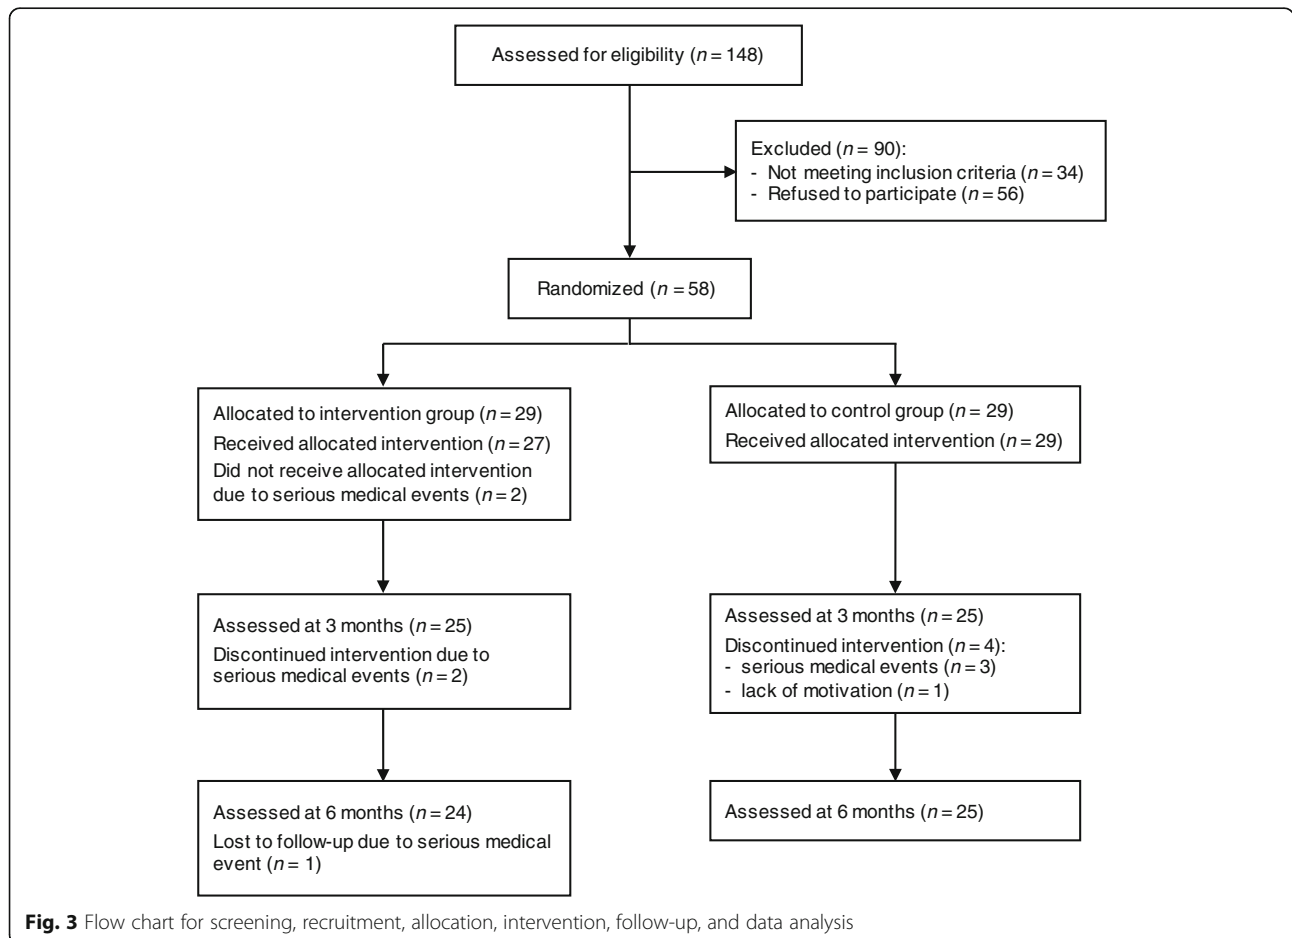 Assessed for eligibility (n = 148)
Excluded (n = 90):
- Not meeting inclusion criteria (n = 34)
- Refused to participate (n = 56)
Randomized (n = 58)
Allocated to intervention group (n = 29)
Received allocated intervention (n = 27)
Did not receive allocated intervention
due to serious medical events (n = 2)
Allocated to control group (n = 29)
Received allocated intervention (n = 29)
Assessed at 3 months (n = 25)
Discontinued intervention due to
serious medical events (n = 2)
Assessed at 3 months (n = 25)
Discontinued intervention (n = 4):
- serious medical events (n = 3)
- lack of motivation (n = 1)
Assessed at 6 months (n = 24)
Lost to follow-up due to serious medical
event (n = 1)
Assessed at 6 months (n = 25)
Fig. 3 Flow chart for screening, recruitment, allocation, intervention, follow-up, and data analysis